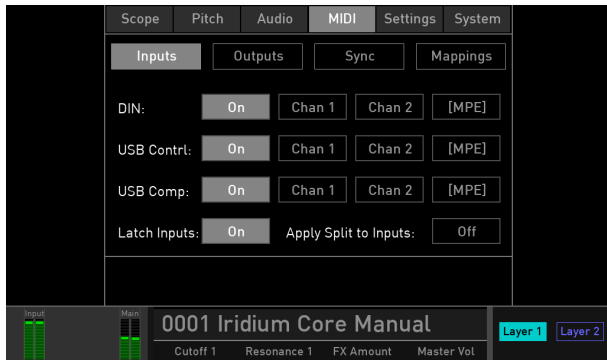 Scope Pitch Audio MIDI Settings System
Inputs Outputs Sync Mappings
DIN: On Chan 1 Chan 2 [MPE]
USB Contrl: On Chan 1 Chan 2 [MPE]
USB Comp: On Chan 1 Chan 2 [MPE]
Latch Inputs: On Apply Split to Inputs: Off
Input Main 0001 Iridium Core Manual Layer 1 Layer 2
Cutoff 1 Resonance 1 FX Amount Master Vol